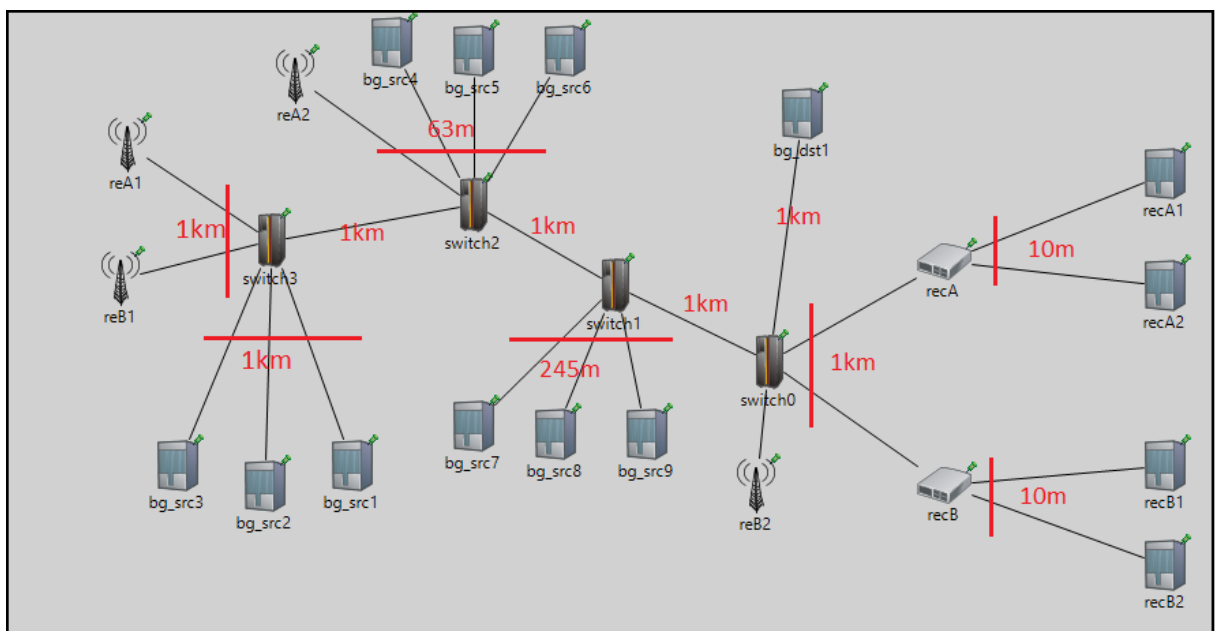 bg_src4
bg_src5
bg_src6
reA2
63m
bg_dst1
reA1
recA1
1km
1km
switch2
1km
1km
10m
switch3
recA
reB1
1km
recA2
switch1
1km
245m
1km
switch0
bg_src7
bg_src8
bg_src9
recB1
bg_src3
bg_src2
bg_src1
reB2
recB
10m
recB2